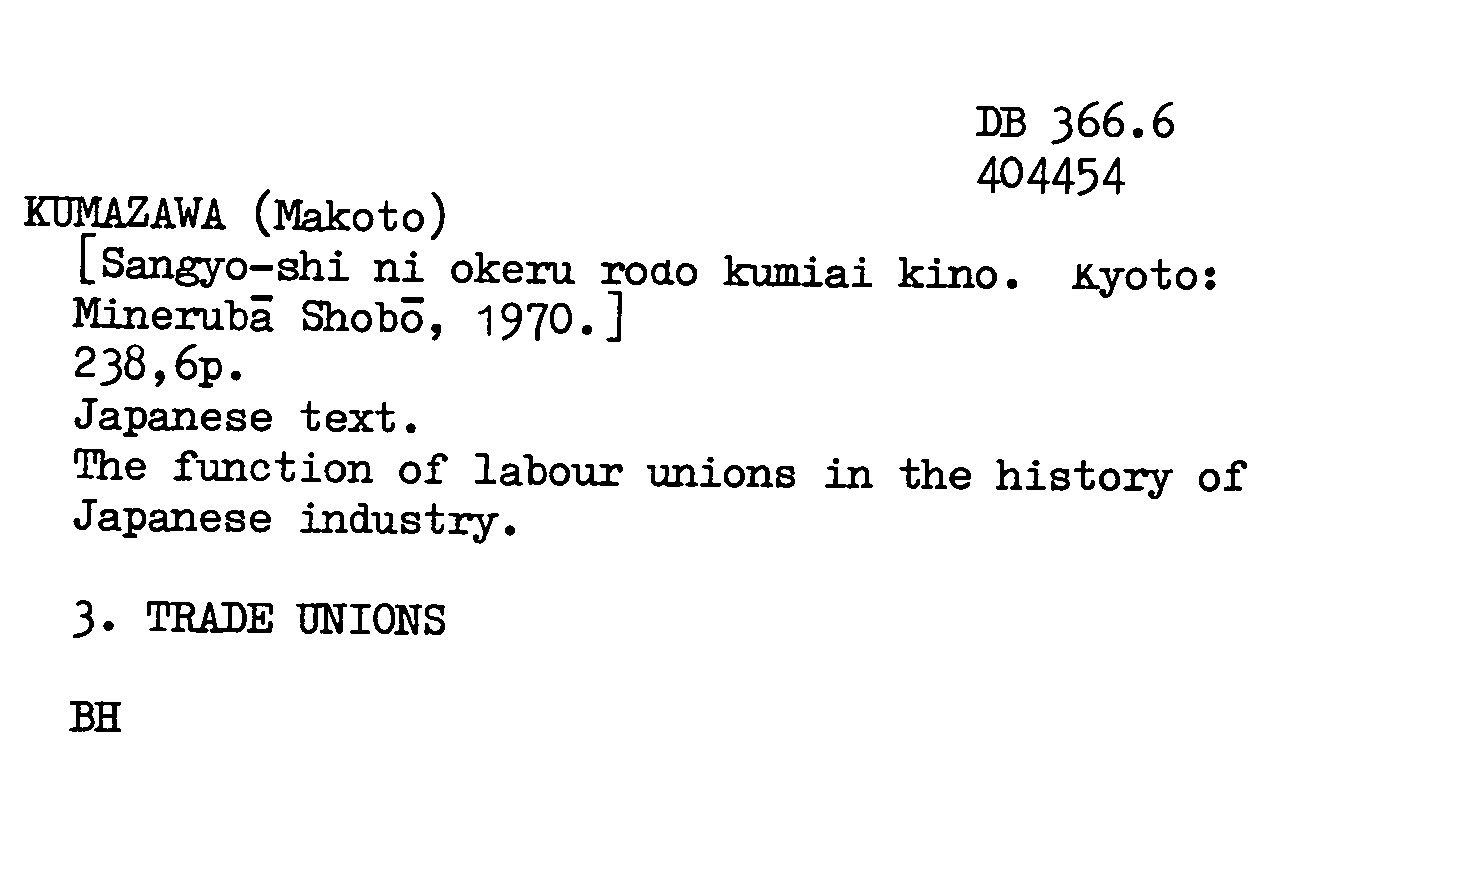 DB 366.6
404454
KUMAZAWA (Makoto)
[Sangyo-shi ni okeru rodo kumiai kino. Kyoto:
Minerubā Shobō, 1970.]
238,6p.
Japanese text.
The function of labour unions in the history of
Japanese industry.
3. TRADE UNIONS
BH